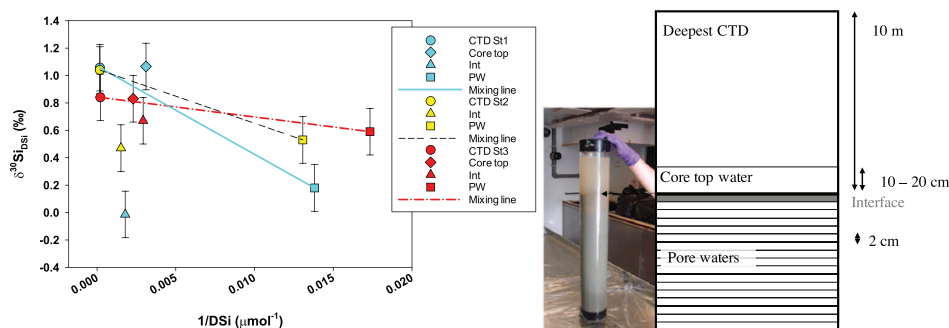 1.4
1.2
1.0
0.8
0.6
0.4
0.2
0.0
-0.2
-0.4
δ³⁰Si_DSi (‰)
0.000
0.005
0.010
0.015
0.020
1/DSi (μmol⁻¹)
CTD St1
Core top
Int
PW
Mixing line
CTD St2
Int
PW
Mixing line
CTD St3
Core top
Int
PW
Mixing line
Deepest CTD
10 m
Core top water
10 – 20 cm
Interface
2 cm
Pore waters